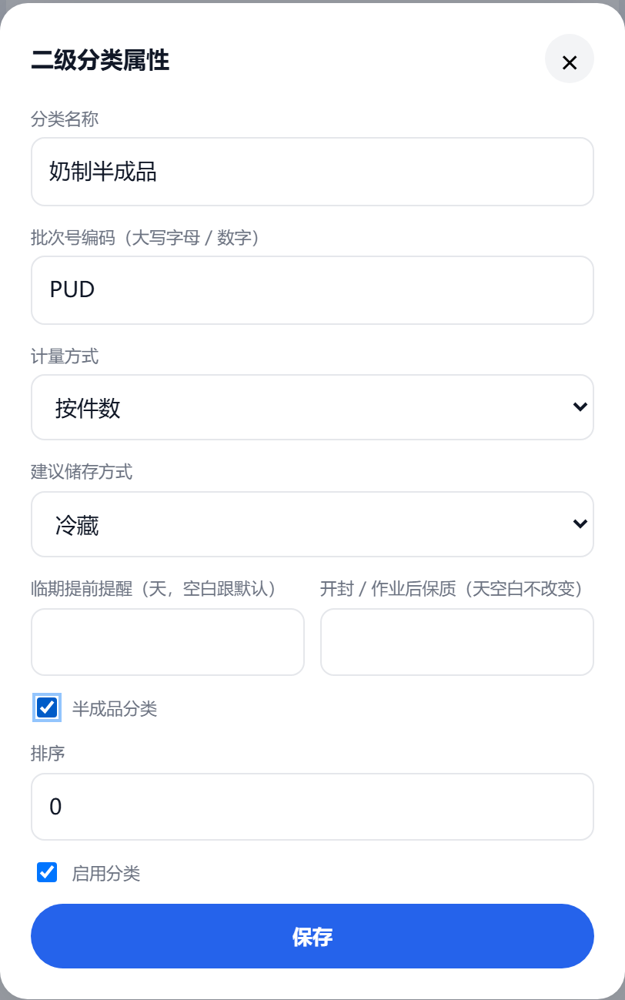 二级分类属性
分类名称
奶制半成品
批次号编码（大写字母 / 数字）
PUD
计量方式
按件数
建议储存方式
冷藏
临期提前提醒（天，空白跟默认） 开封 / 作业后保质（天空白不改变）
半成品分类
排序
0
启用分类
保存